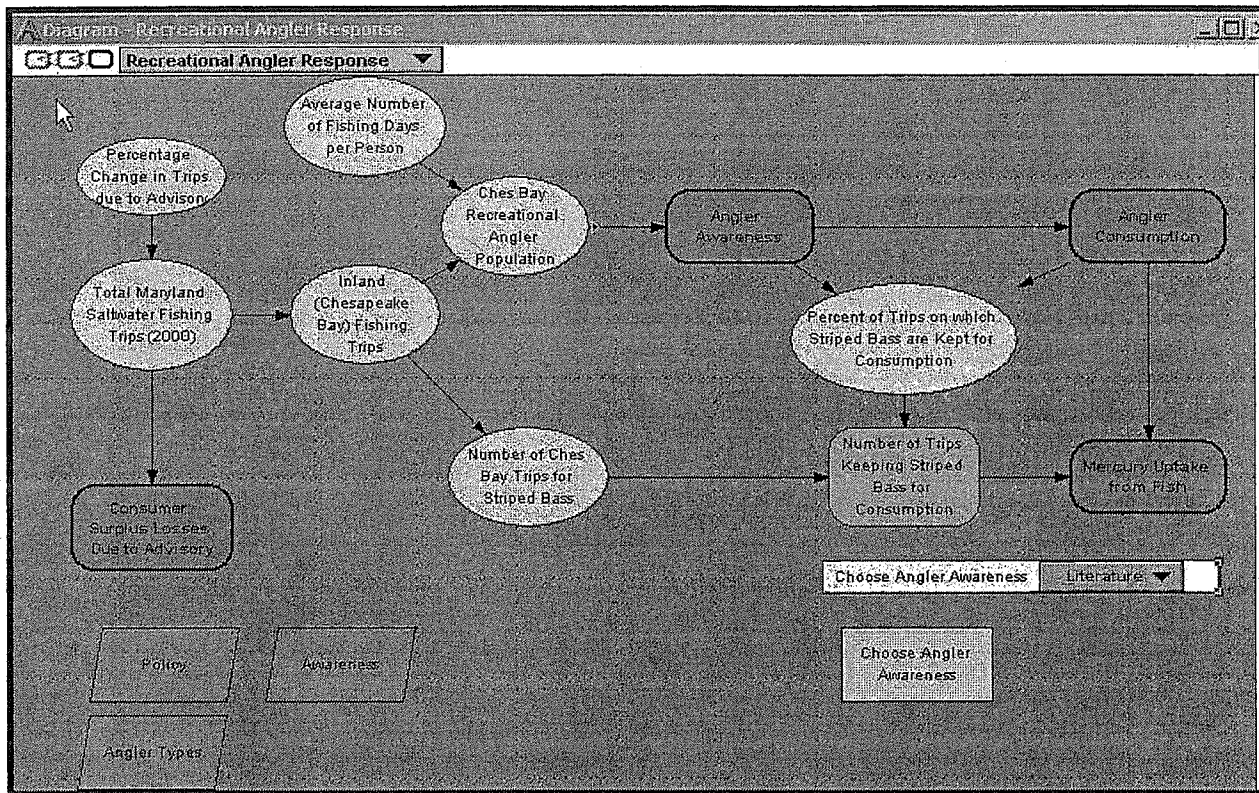 Diagram - Recreational Angler Response
Recreational Angler Response
Average Number
of Fishing Days
per Person
Percentage
Change in Trips
due to Advisory
Ches Bay
Recreational
Angler
Population
Angler
Awareness
Angler
Consumption
Total Maryland
Saltwater Fishing
Trips (2000)
Inland
(Chesapeake
Bay) Fishing
Trips
Percent of Trips on which
Striped Bass are Kept for
Consumption
Number of Ches
Bay Trips for
Striped Bass
Number of Trips
Keeping Striped
Bass for
Consumption
Mercury Uptake
from Fish
Consumer
Surplus Losses
Due to Advisory
Choose Angler Awareness
Literature
Policy
Awareness
Choose Angler
Awareness
Angler Types